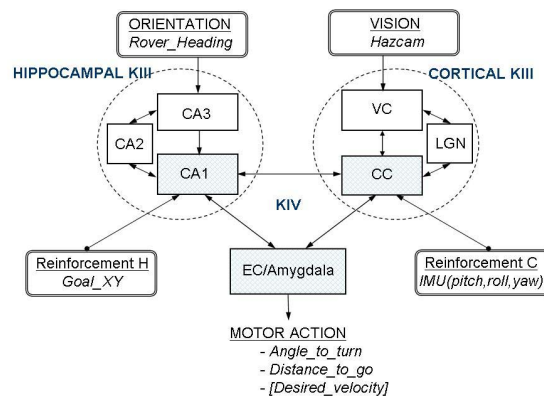 ORIENTATION
Rover_Heading
VISION
Hazcam
HIPPOCAMPAL KIII
CORTICAL KIII
CA3
VC
CA2
LGN
CA1
CC
KIV
Reinforcement H
Goal_XY
EC/Amygdala
Reinforcement C
IMU(pitch,roll,yaw)
MOTOR ACTION
- Angle_to_turn
- Distance_to_go
- [Desired_velocity]